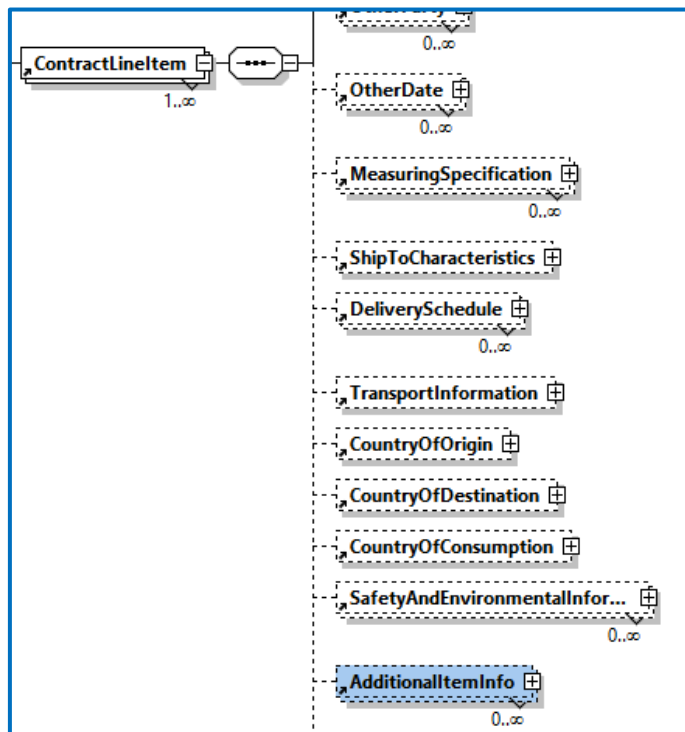 0..∞
ContractLineItem
1..∞
OtherDate
0..∞
MeasuringSpecification
0..∞
ShipToCharacteristics
DeliverySchedule
0..∞
TransportInformation
CountryOfOrigin
CountryOfDestination
CountryOfConsumption
SafetyAndEnvironmentalInfor...
0..∞
AdditionalItemInfo
0..∞